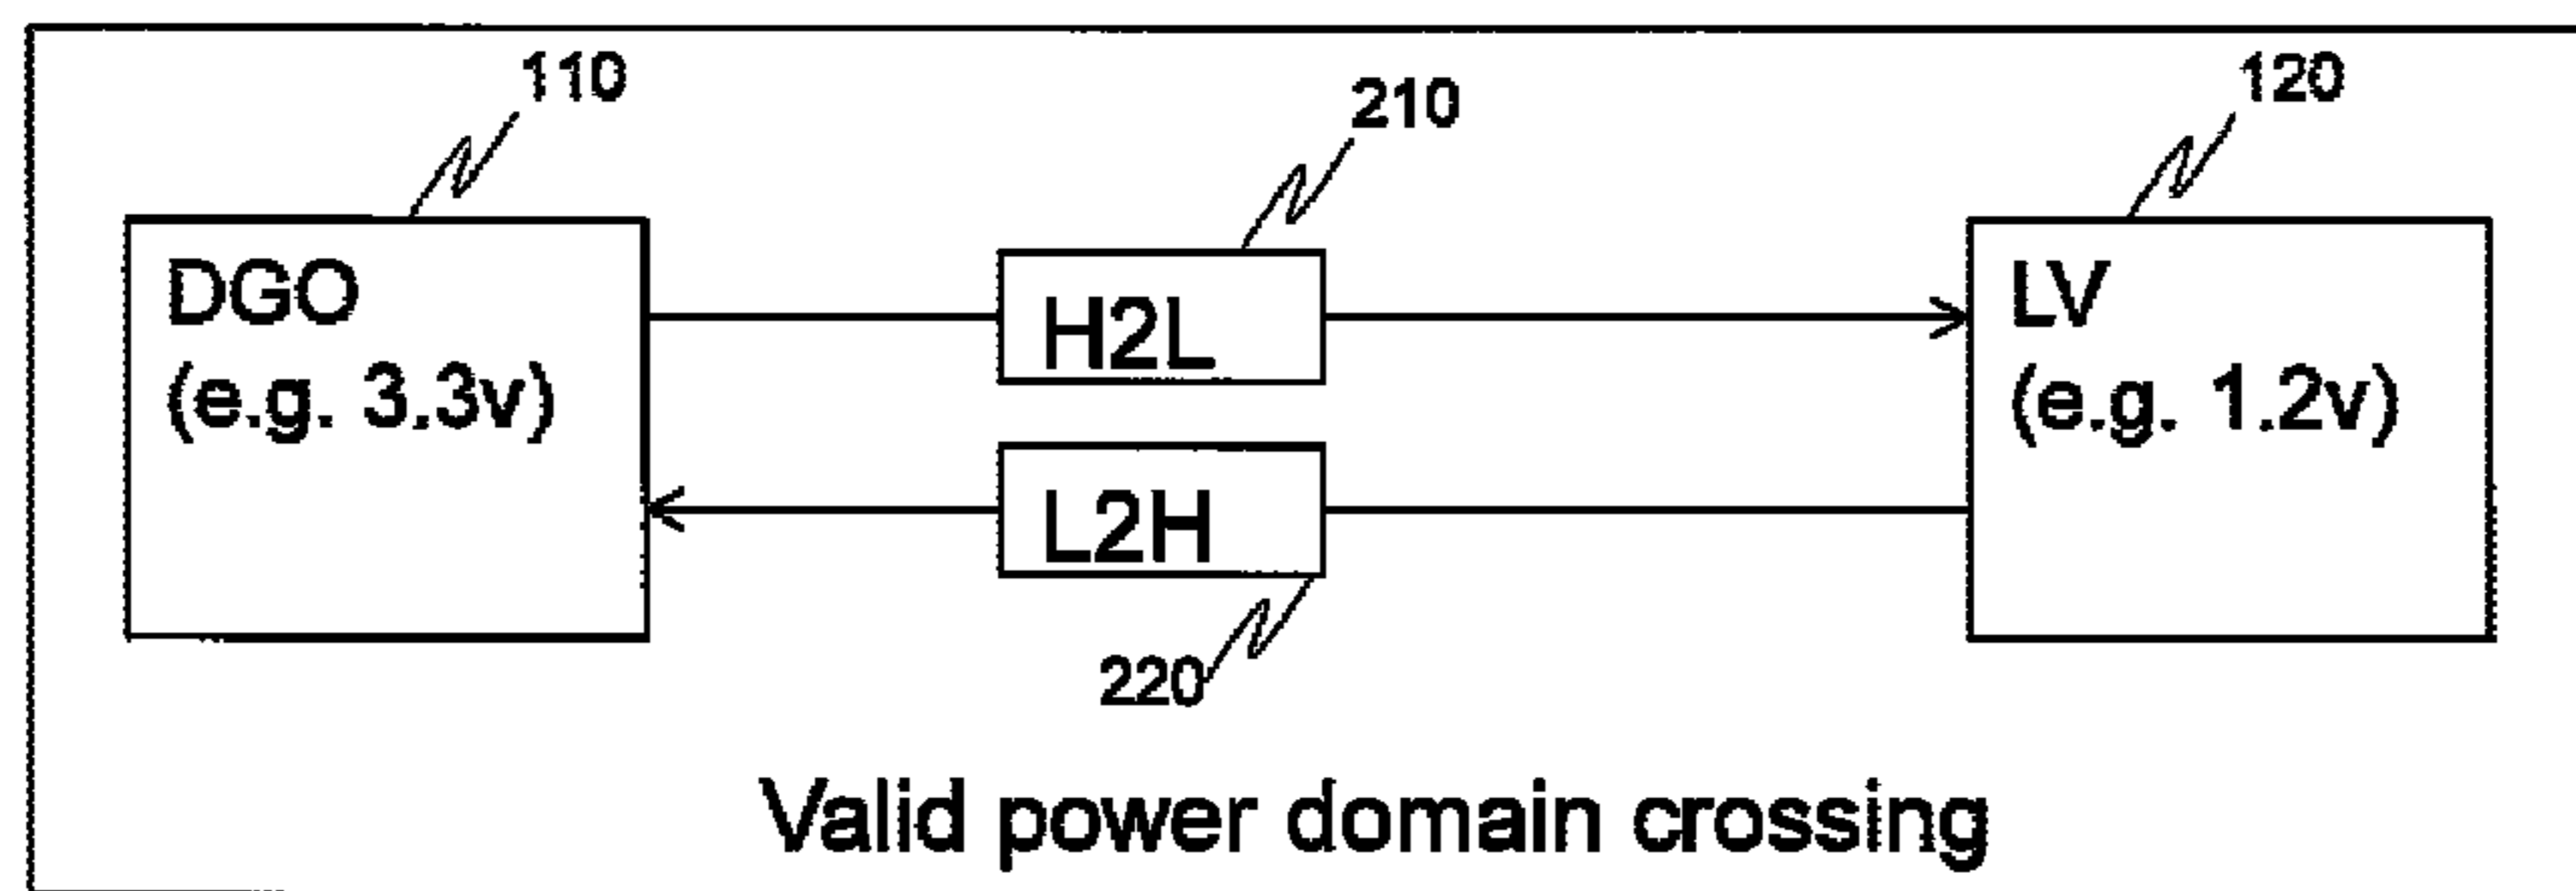 110
210
120
DGO
(e.g. 3.3v)
H2L
LV
(e.g. 1.2v)
L2H
220
Valid power domain crossing